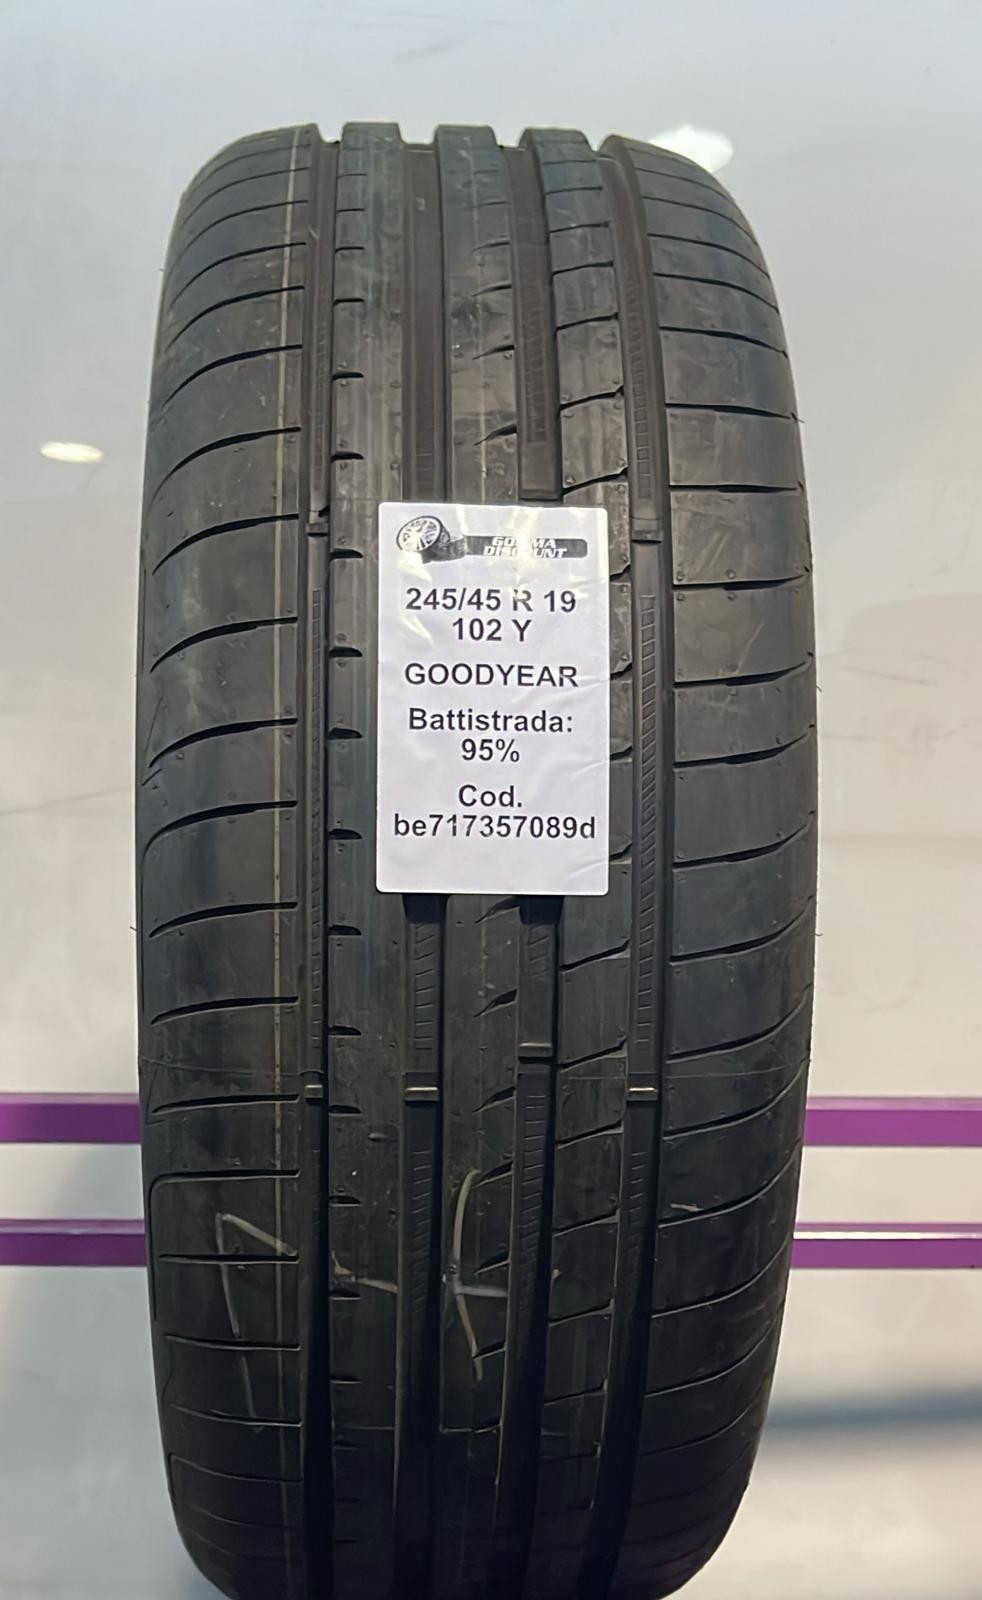 GOMMA
DISCOUNT
245/45 R 19
102 Y
GOODYEAR
Battistrada:
95%
Cod.
be717357089d